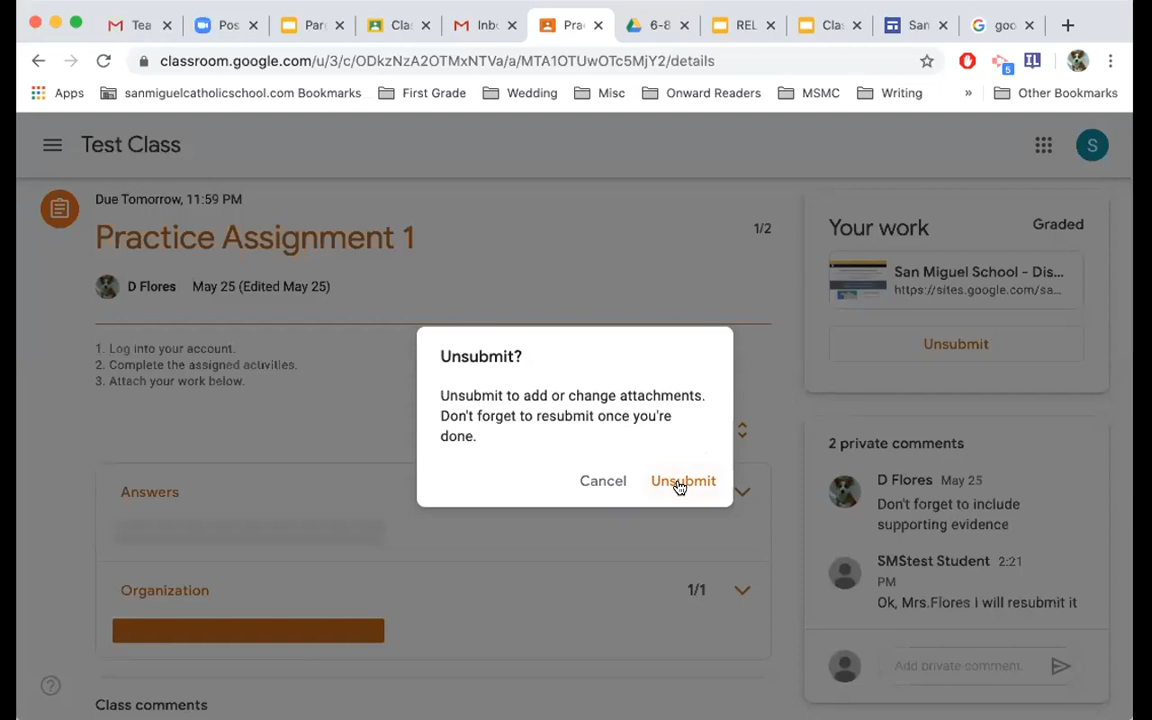 Tea
Pos
Par
Cla
Inb
Pra
6-8
REL
Cla
San
goo
classroom.google.com/u/3/c/ODkzNzA2OTMxNTVa/a/MTA1OTUwOTc5MjY2/details
5
IL
Apps
sanmiguelcatholicschool.com Bookmarks
First Grade
Wedding
Misc
Onward Readers
MSMC
Writing
»
Other Bookmarks
Test Class
S
Due Tomorrow, 11:59 PM
Practice Assignment 1
1/2
D Flores May 25 (Edited May 25)
1. Log into your account.
2. Complete the assigned activities.
3. Attach your work below.
Answers
Organization
1/1
Class comments
Unsubmit?
Unsubmit to add or change attachments.
Don't forget to resubmit once you're
done.
Cancel
Unsubmit
Your work
Graded
San Miguel School - Dis...
https://sites.google.com/sa...
Unsubmit
2 private comments
D Flores May 25
Don't forget to include
supporting evidence
SMStest Student 2:21
PM
Ok, Mrs.Flores I will resubmit it
Add private comment.